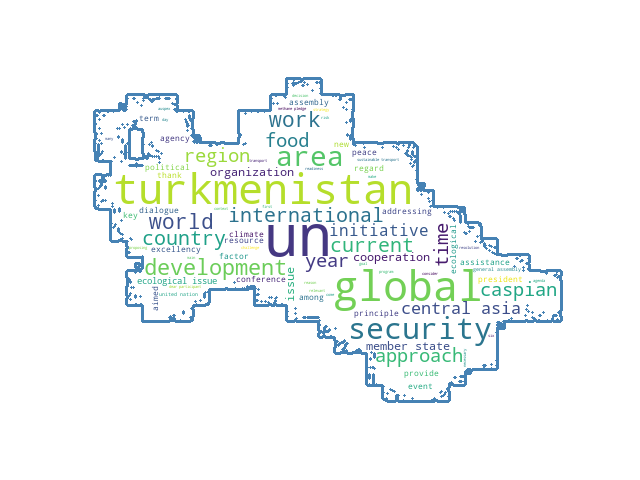 assembly
term
work
agency
food
new
peace
region
area
sustainable transport
political
thank
organization
regard
turkmenistan
key
dialogue
world
international
addressing
country
climate
un
initiative
time
ecological
resource
current
excellency
year
cooperation
factor
development
issue
assistance
general assembly
ecological issue
conference
global
president
caspian
aimed
united nation
among
central asia
principle
security
member state
approach
provide
event